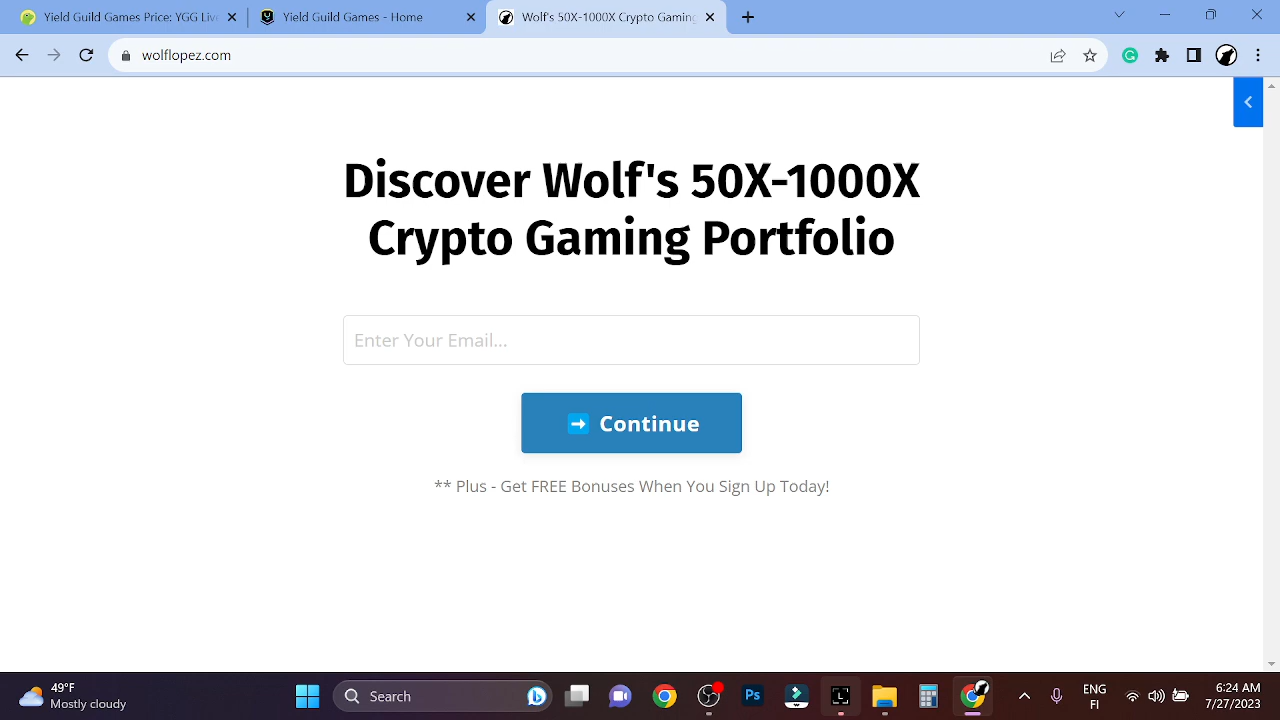 Yield Guild Games Price: YGG Live
Yield Guild Games - Home
Wolf's 50X-1000X Crypto Gaming
wolflopez.com
Discover Wolf's 50X-1000X
Crypto Gaming Portfolio
Enter Your Email...
Continue
** Plus - Get FREE Bonuses When You Sign Up Today!
49°F
Mostly cloudy
Search
Ps
L
ENG
FI
6:24 AM
7/27/2023